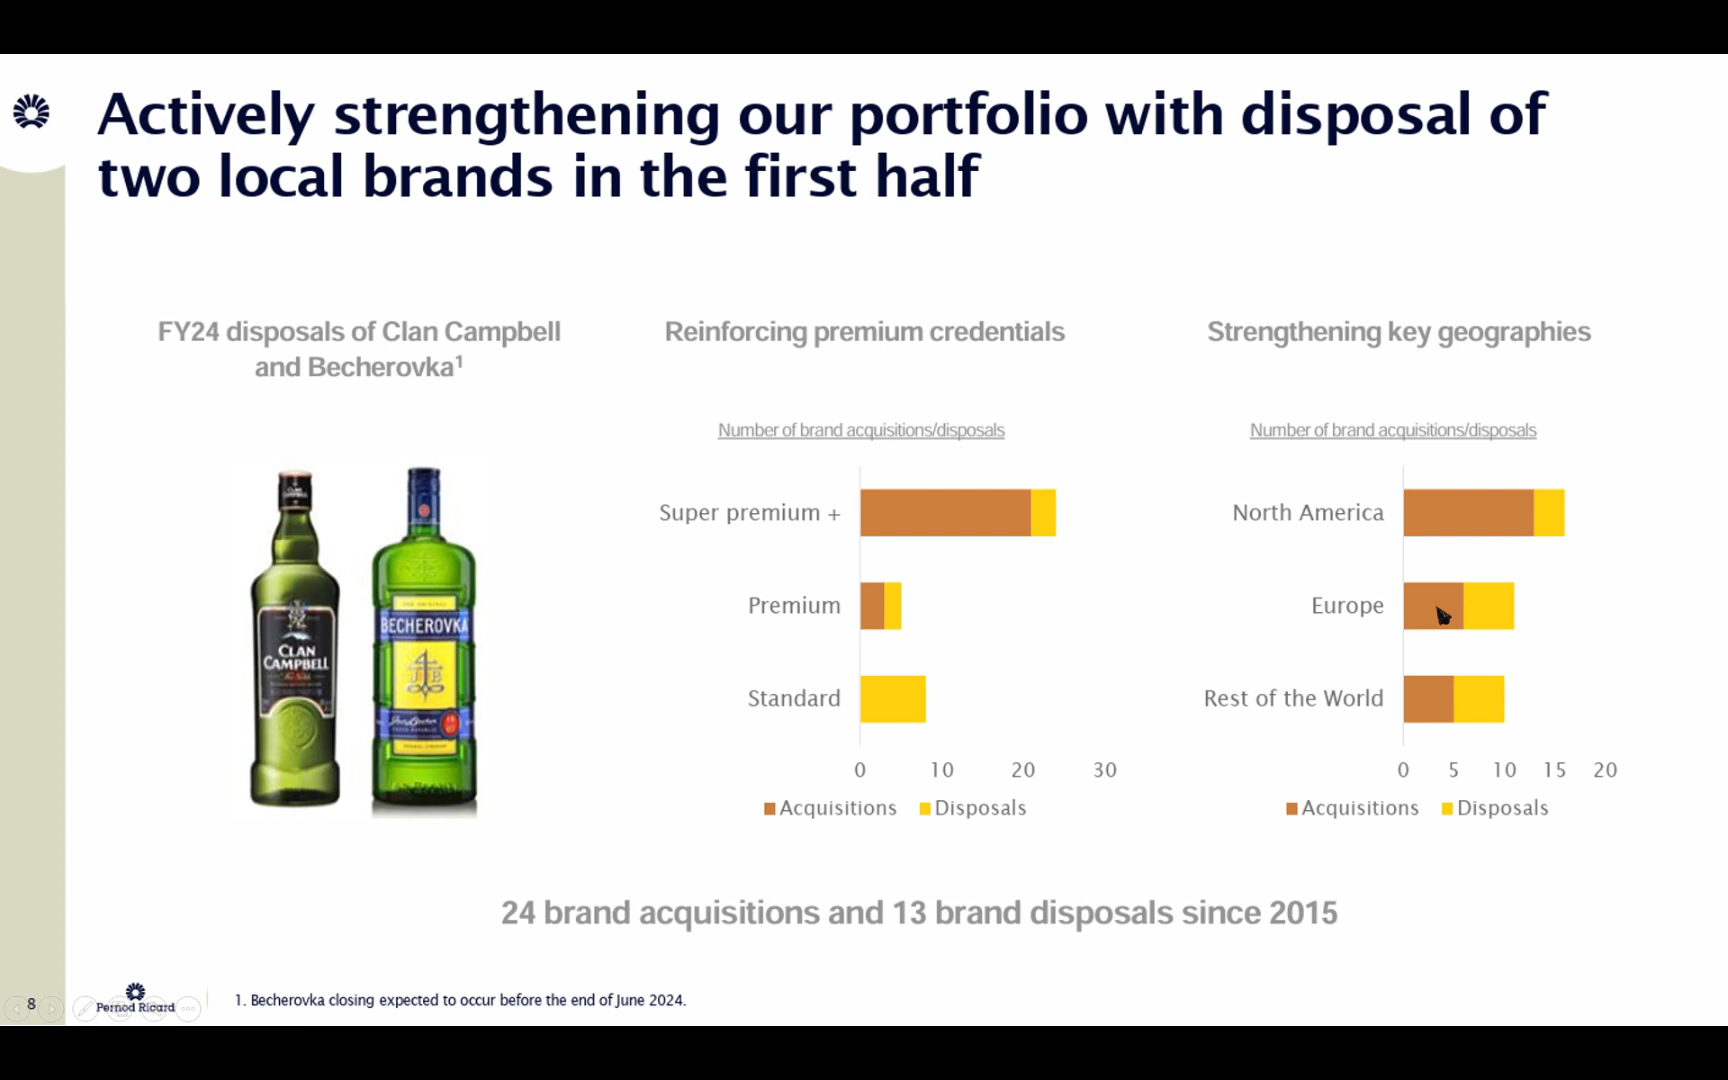 Actively strengthening our portfolio with disposal of
two local brands in the first half
FY24 disposals of Clan Campbell
and Becherovka¹
CLAN
CAMPBELL
THE ORIGINAL
BECHEROVKA
Reinforcing premium credentials
Number of brand acquisitions/disposals
Super premium +
Premium
Standard
0 10 20 30
Acquisitions Disposals
Strengthening key geographies
Number of brand acquisitions/disposals
North America
Europe
Rest of the World
0 5 10 15 20
Acquisitions Disposals
24 brand acquisitions and 13 brand disposals since 2015
8
Pernod Ricard
1. Becherovka closing expected to occur before the end of June 2024.